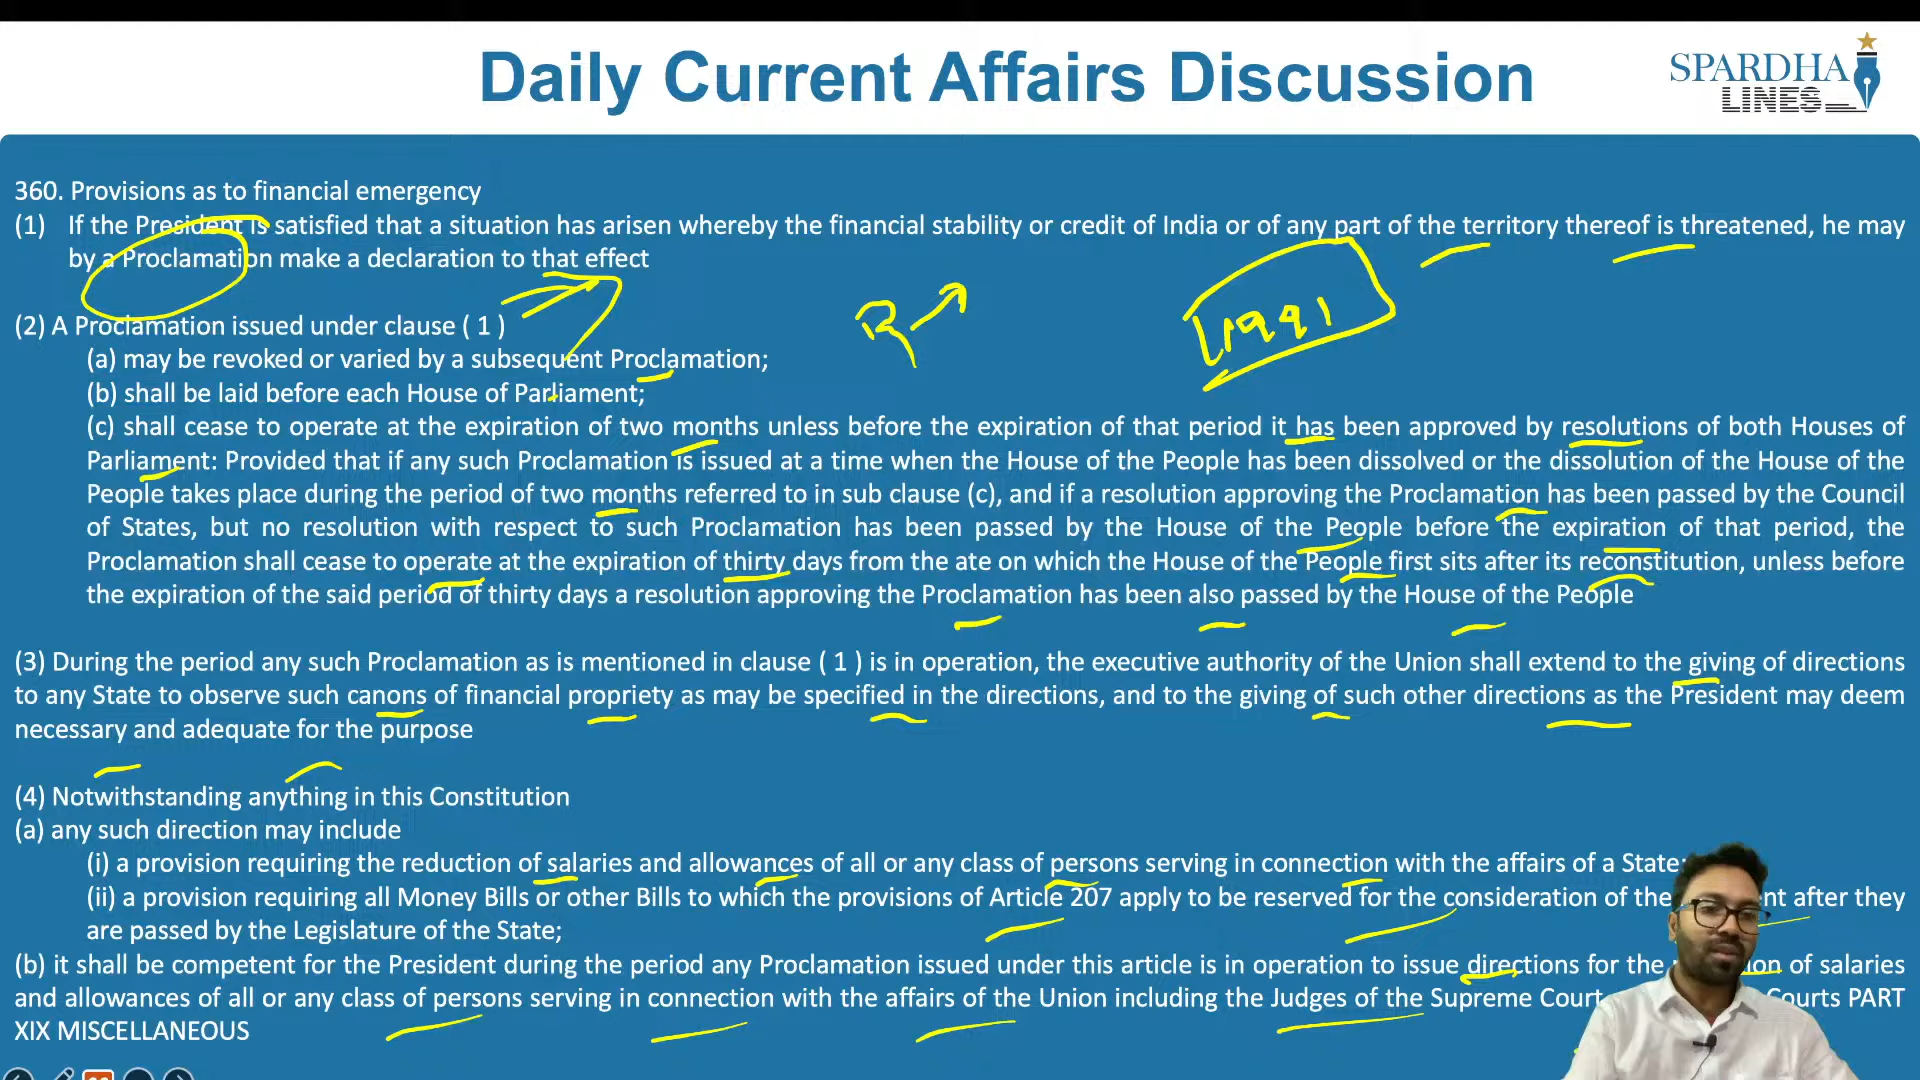 Daily Current Affairs Discussion
SPARDHA
LINES
360. Provisions as to financial emergency
(1) If the President is satisfied that a situation has arisen whereby the financial stability or credit of India or of any part of the territory thereof is threatened, he may
by a Proclamation make a declaration to that effect
1991
(2) A Proclamation issued under clause ( 1 )
(a) may be revoked or varied by a subsequent Proclamation;
(b) shall be laid before each House of Parliament;
(c) shall cease to operate at the expiration of two months unless before the expiration of that period it has been approved by resolutions of both Houses of
Parliament: Provided that if any such Proclamation is issued at a time when the House of the People has been dissolved or the dissolution of the House of the
People takes place during the period of two months referred to in sub clause (c), and if a resolution approving the Proclamation has been passed by the Council
of States, but no resolution with respect to such Proclamation has been passed by the House of the People before the expiration of that period, the
Proclamation shall cease to operate at the expiration of thirty days from the ate on which the House of the People first sits after its reconstitution, unless before
the expiration of the said period of thirty days a resolution approving the Proclamation has been also passed by the House of the People
(3) During the period any such Proclamation as is mentioned in clause ( 1 ) is in operation, the executive authority of the Union shall extend to the giving of directions
to any State to observe such canons of financial propriety as may be specified in the directions, and to the giving of such other directions as the President may deem
necessary and adequate for the purpose
(4) Notwithstanding anything in this Constitution
(a) any such direction may include
(i) a provision requiring the reduction of salaries and allowances of all or any class of persons serving in connection with the affairs of a State;
(ii) a provision requiring all Money Bills or other Bills to which the provisions of Article 207 apply to be reserved for the consideration of the after they
are passed by the Legislature of the State;
(b) it shall be competent for the President during the period any Proclamation issued under this article is in operation to issue directions for the of salaries
and allowances of all or any class of persons serving in connection with the affairs of the Union including the Judges of the Supreme Court Courts PART
XIX MISCELLANEOUS